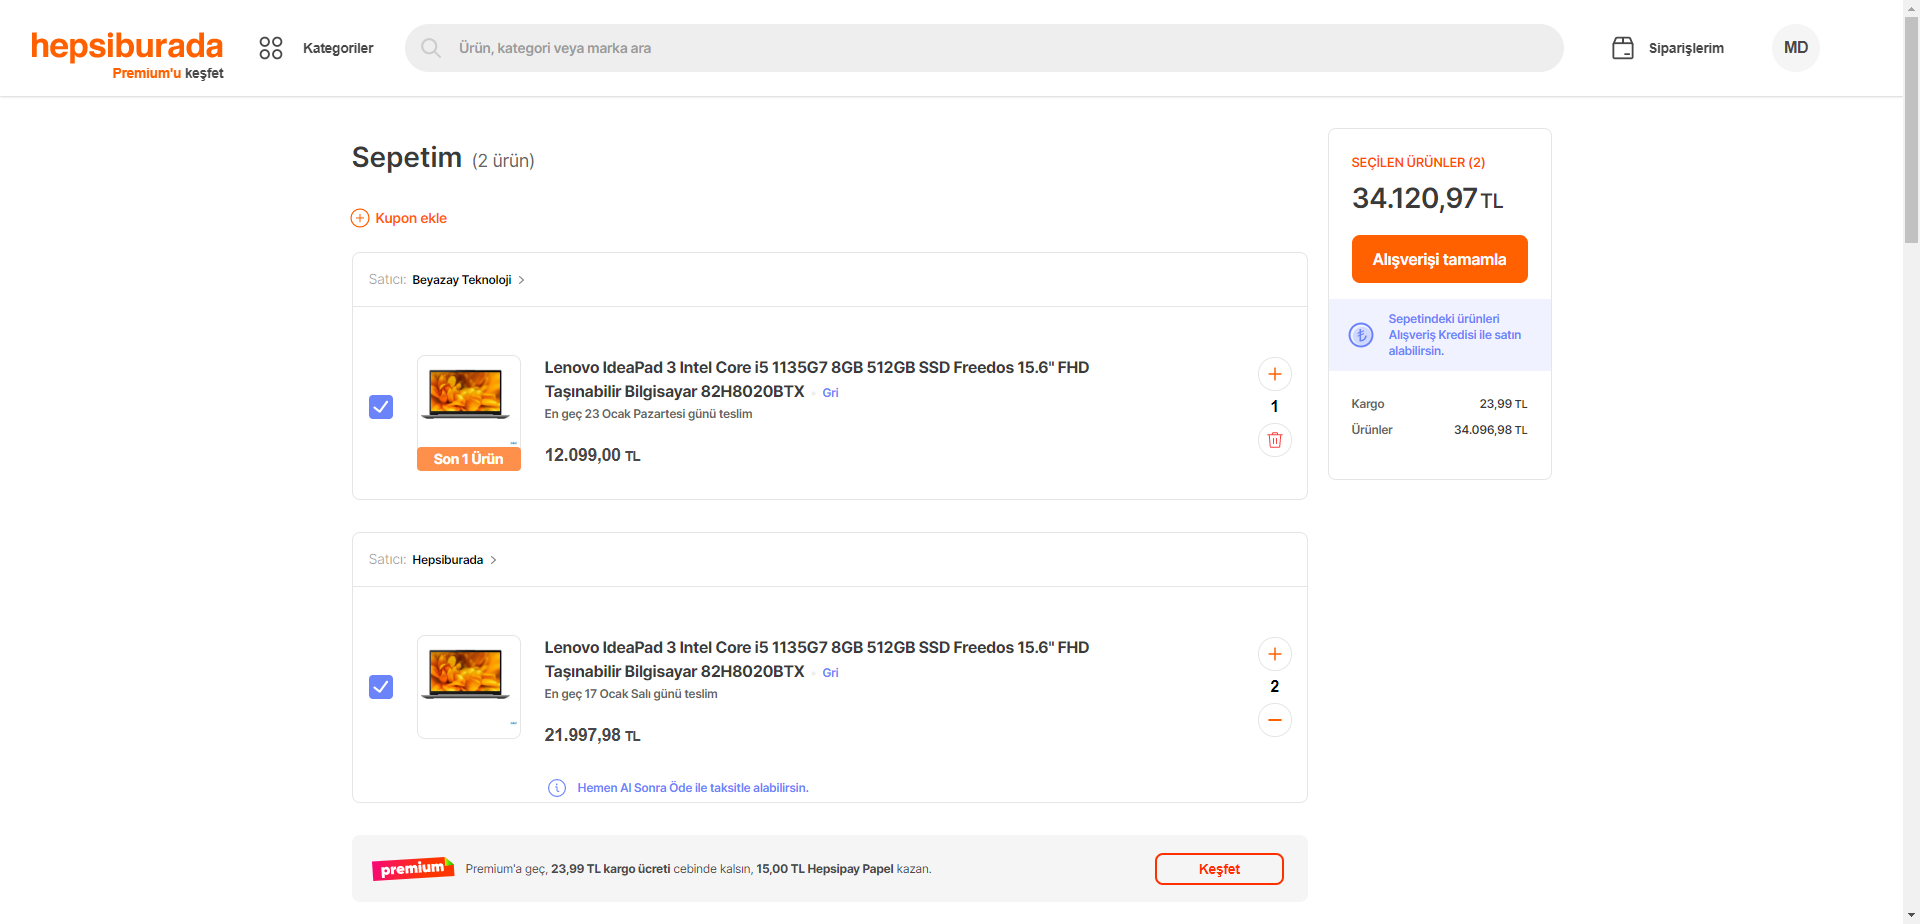 hepsiburada
Premium'u keşfet
Kategoriler
Ürün, kategori veya marka ara
Siparişlerim
MD
Sepetim (2 ürün)
Kupon ekle
Satıcı: Beyazay Teknoloji
Lenovo IdeaPad 3 Intel Core i5 1135G7 8GB 512GB SSD Freedos 15.6" FHD
Taşınabilir Bilgisayar 82H8020BTX Gri
En geç 23 Ocak Pazartesi günü teslim
Son 1 Ürün
12.099,00 TL
1
Satıcı: Hepsiburada
Lenovo IdeaPad 3 Intel Core i5 1135G7 8GB 512GB SSD Freedos 15.6" FHD
Taşınabilir Bilgisayar 82H8020BTX Gri
En geç 17 Ocak Salı günü teslim
21.997,98 TL
2
Hemen Al Sonra Öde ile taksitle alabilirsin.
premium
Premium'a geç, 23,99 TL kargo ücreti cebinde kalsın, 15,00 TL Hepsipay Papel kazan.
Keşfet
SEÇİLEN ÜRÜNLER (2)
34.120,97 TL
Alışverişi tamamla
Sepetindeki ürünleri
Alışveriş Kredisi ile satın
alabilirsin.
Kargo 23,99 TL
Ürünler 34.096,98 TL